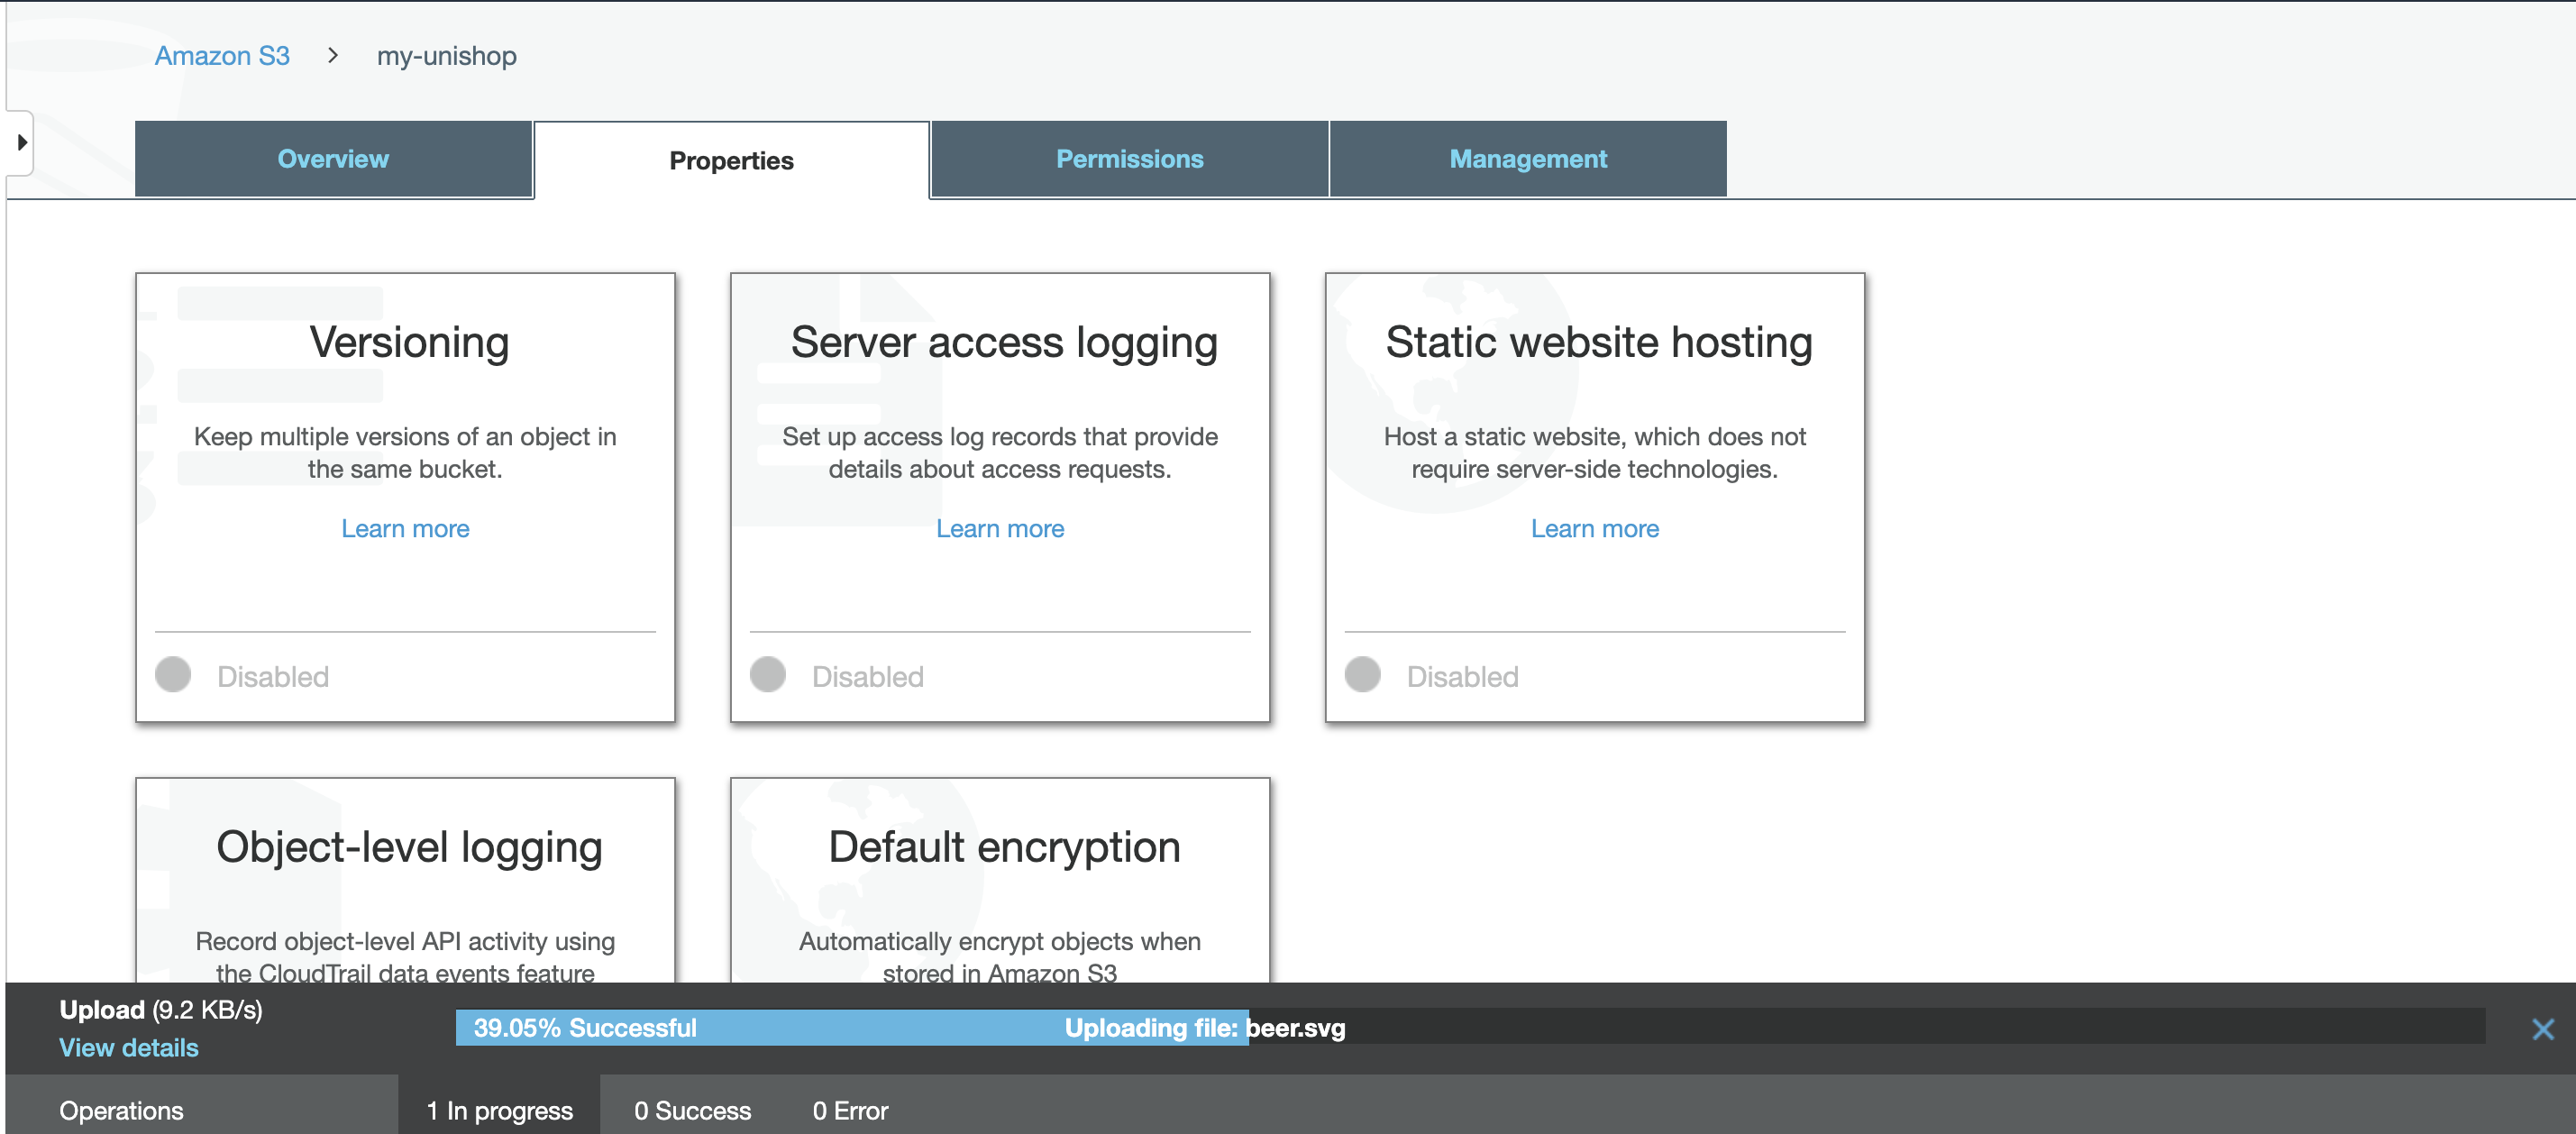 Amazon S3 > my-unishop
Overview
Properties
Permissions
Management
Versioning
Keep multiple versions of an object in
the same bucket.
Learn more
Disabled
Server access logging
Set up access log records that provide
details about access requests.
Learn more
Disabled
Static website hosting
Host a static website, which does not
require server-side technologies.
Learn more
Disabled
Object-level logging
Record object-level API activity using
the CloudTrail data events feature
Default encryption
Automatically encrypt objects when
stored in Amazon S3
Upload (9.2 KB/s)
View details
39.05% Successful
Uploading file: beer.svg
Operations
1 In progress
0 Success
0 Error